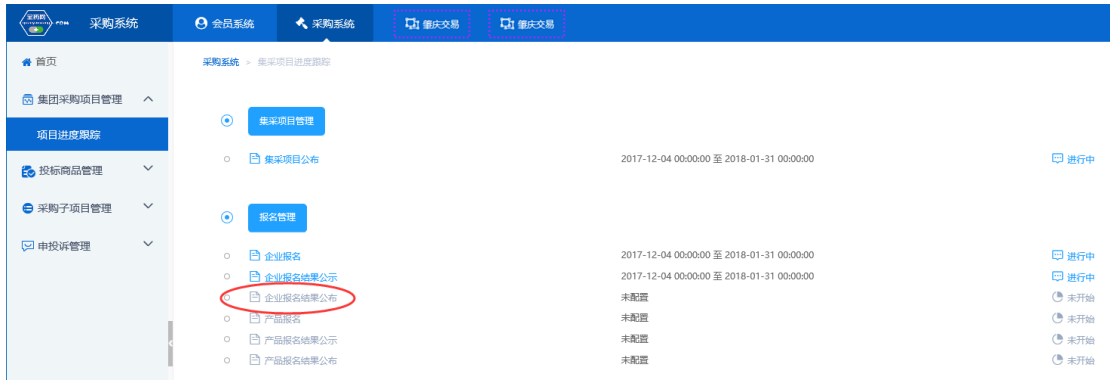 采购系统 会员系统 采购系统 肇庆交易 肇庆交易
首页
采购系统 > 集采项目进度跟踪
集团采购项目管理
集采项目管理
项目进度跟踪
集采项目公布 2017-12-04 00:00:00 至 2018-01-31 00:00:00 进行中
投标商品管理
采购子项目管理
报名管理
申投诉管理
企业报名 2017-12-04 00:00:00 至 2018-01-31 00:00:00 进行中
企业报名结果公示 2017-12-04 00:00:00 至 2018-01-31 00:00:00 进行中
企业报名结果公布 未配置 未开始
产品报名 未配置 未开始
产品报名结果公示 未配置 未开始
产品报名结果公布 未配置 未开始